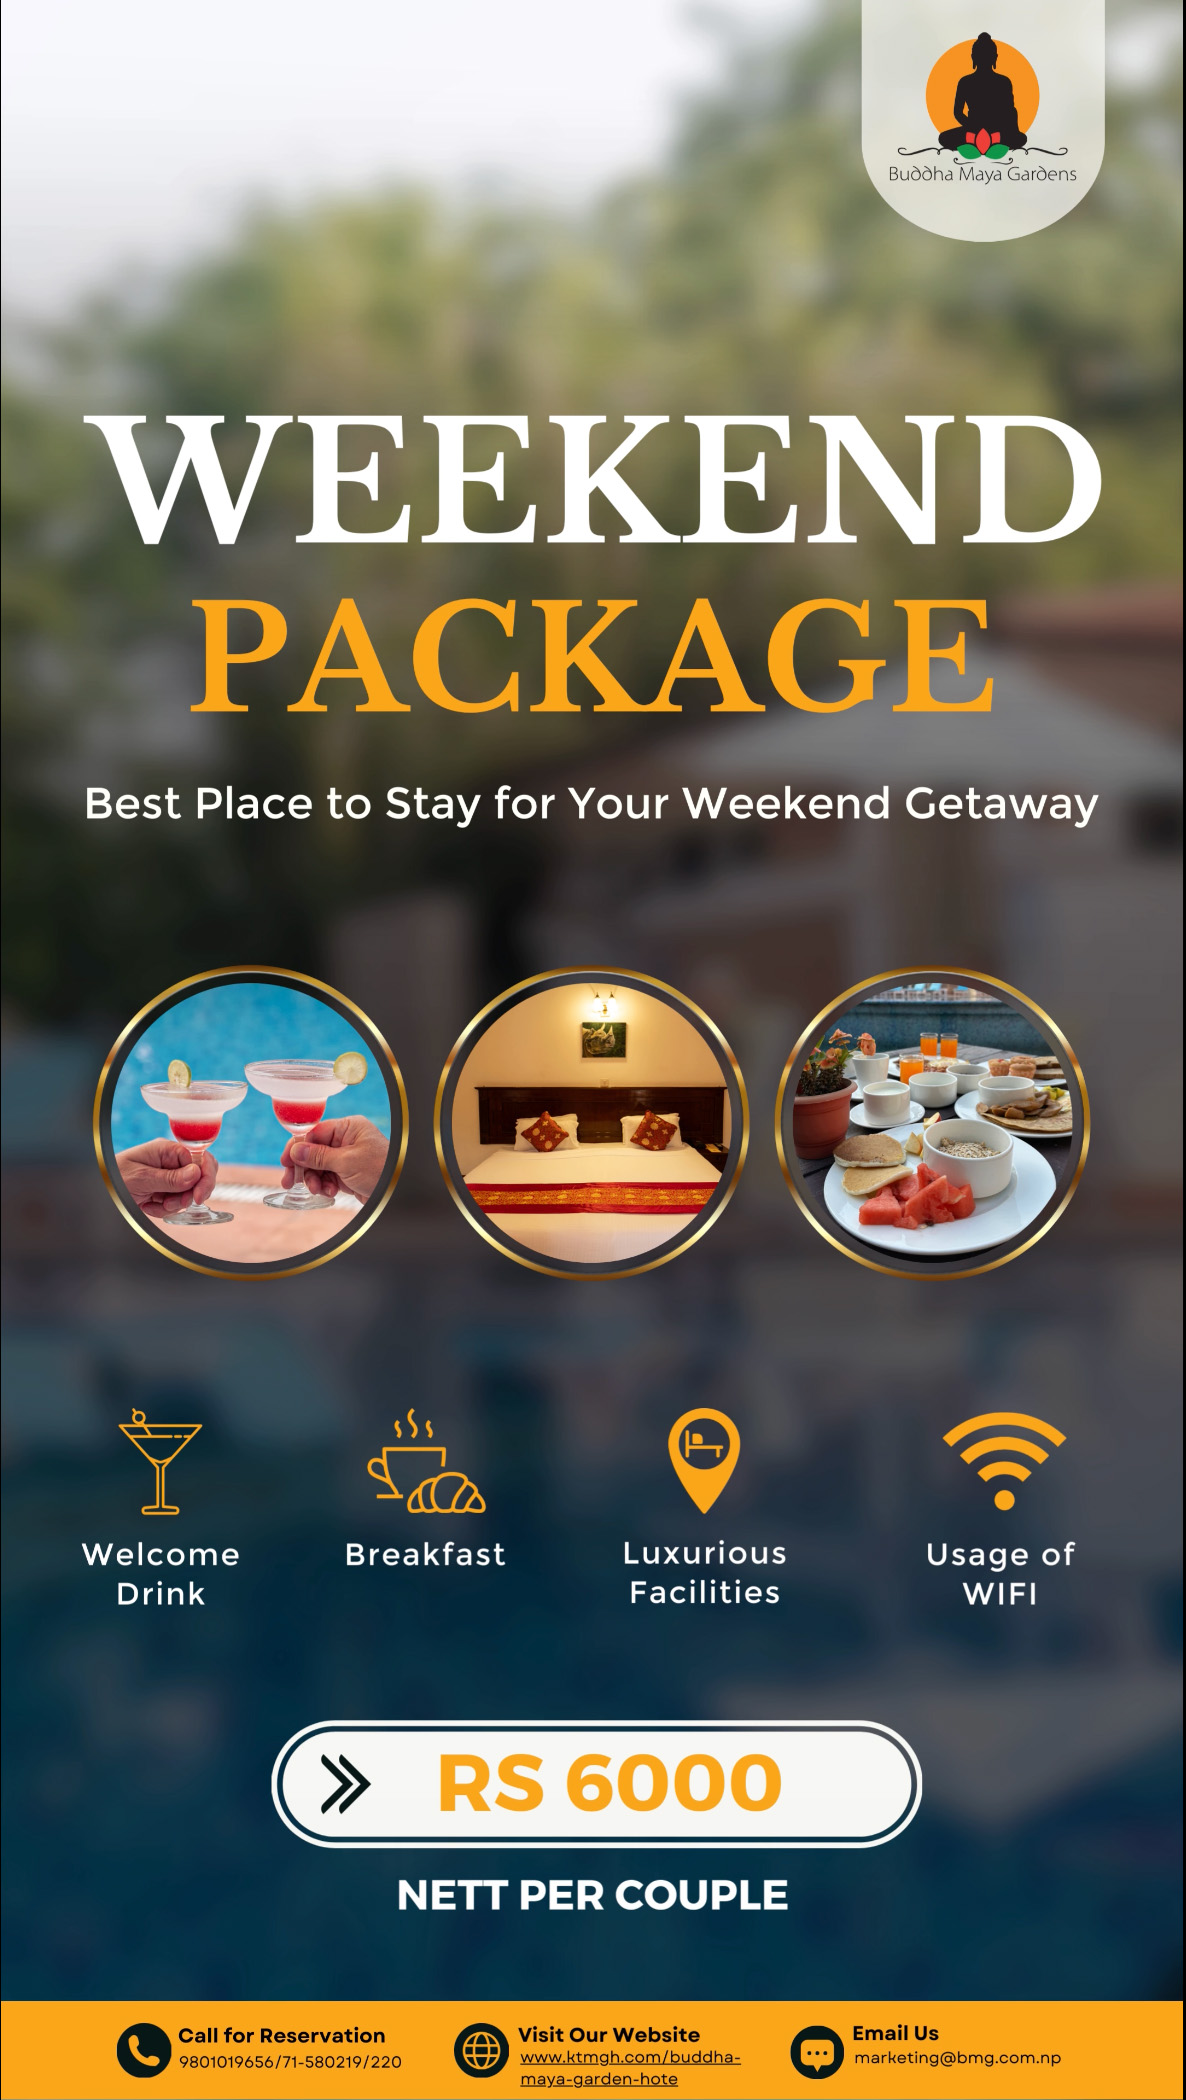 Buddha Maya Gardens
WEEKEND
PACKAGE
Best Place to Stay for Your Weekend Getaway
Welcome
Drink
Breakfast
Luxurious
Facilities
Usage of
WIFI
RS 6000
NETT PER COUPLE
Call for Reservation
9801019656/71-580219/220
Visit Our Website
www.ktmgh.com/buddha-
maya-garden-hote
Email Us
marketing@bmg.com.np